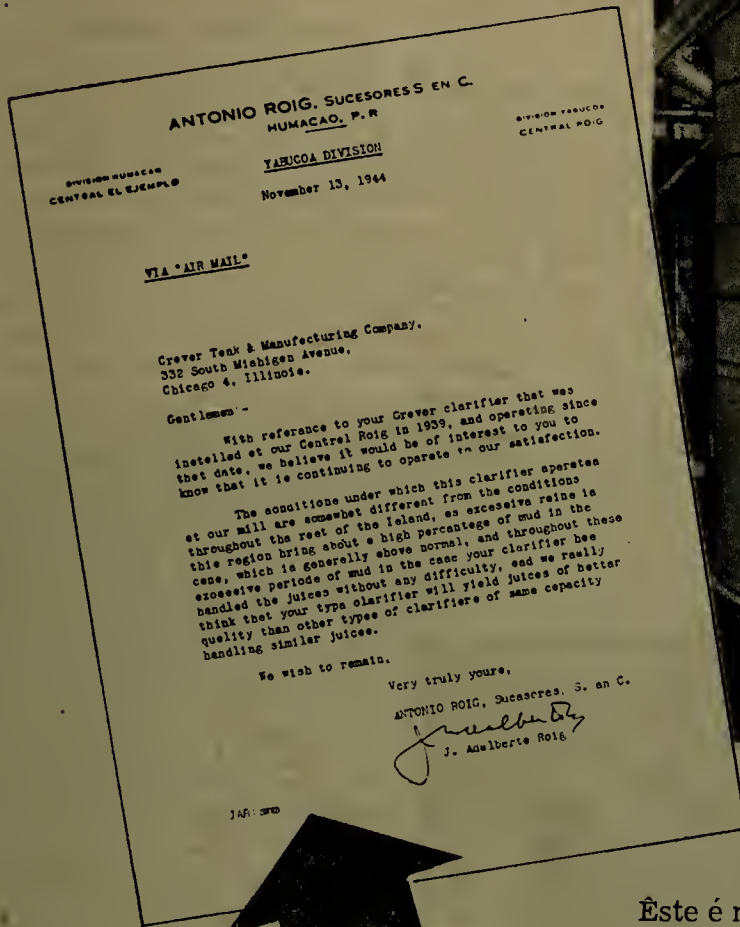 ANTONIO ROIG, SUCESORES S EN C.
HUMACAO, P. R
DIVISION HUMACAO
CENTRAL EL EJEMPLO
DIVISION YABUCOA
CENTRAL ROIG
YABUCOA DIVISION
November 13, 1944
VIA "AIR MAIL"
Graver Tank & Manufacturing Company,
332 South Michigan Avenue,
Chicago 4, Illinois.
Gentlemen:-
With reference to your Graver clarifier that was
installed at our Central Roig in 1939, and operating since
that date, we believe it would be of interest to you to
know that it is continuing to operate to our satisfaction.
The conditions under which this clarifier operates
at our mill are somewhat different from the conditions
throughout the rest of the Island, as excessive rains in
this region bring about a high percentage of mud in the
cane, which is generally above normal, and throughout these
excessive periods of mud in the cane your clarifier has
handled the juices without any difficulty, and we really
think that your type clarifier will yield juices of better
quality than other types of clarifiers of same capacity
handling similar juices.
We wish to remain,
Very truly yours,
ANTONIO ROIG, Sucesores, S. en C.
J. Adalberto Roig
JAR:
Êste é